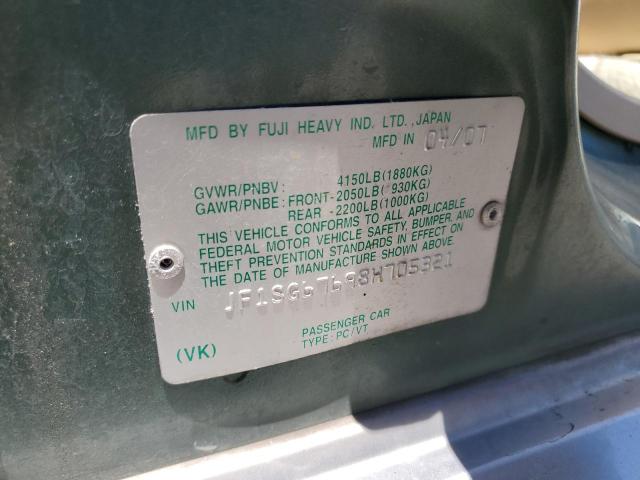 MFD BY FUJI HEAVY IND. LTD., JAPAN
MFD IN 04/07
GVWR/PNBV: 4150LB(1880KG)
GAWR/PNBE: FRONT-2050LB( 930KG)
REAR -2200LB(1000KG)
THIS VEHICLE CONFORMS TO ALL APPLICABLE
FEDERAL MOTOR VEHICLE SAFETY, BUMPER, AND
THEFT PREVENTION STANDARDS IN EFFECT ON
THE DATE OF MANUFACTURE SHOWN ABOVE.
VIN JF1SG67698H705321
PASSENGER CAR
(VK) TYPE: PC/VT